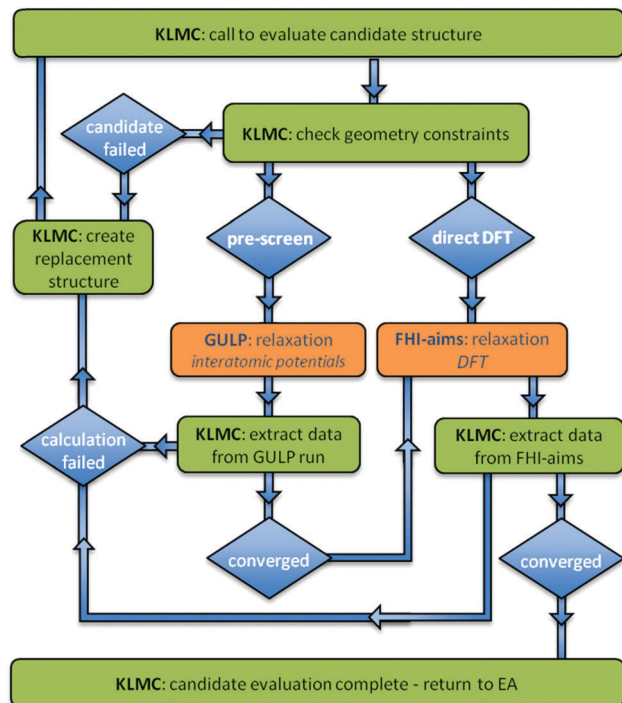 KLMC: call to evaluate candidate structure
candidate
failed
KLMC: check geometry constraints
KLMC: create
replacement
structure
pre-screen
direct DFT
GULP: relaxation
interatomic potentials
FHI-aims: relaxation
DFT
calculation
failed
KLMC: extract data
from GULP run
KLMC: extract data
from FHI-aims
converged
converged
KLMC: candidate evaluation complete - return to EA